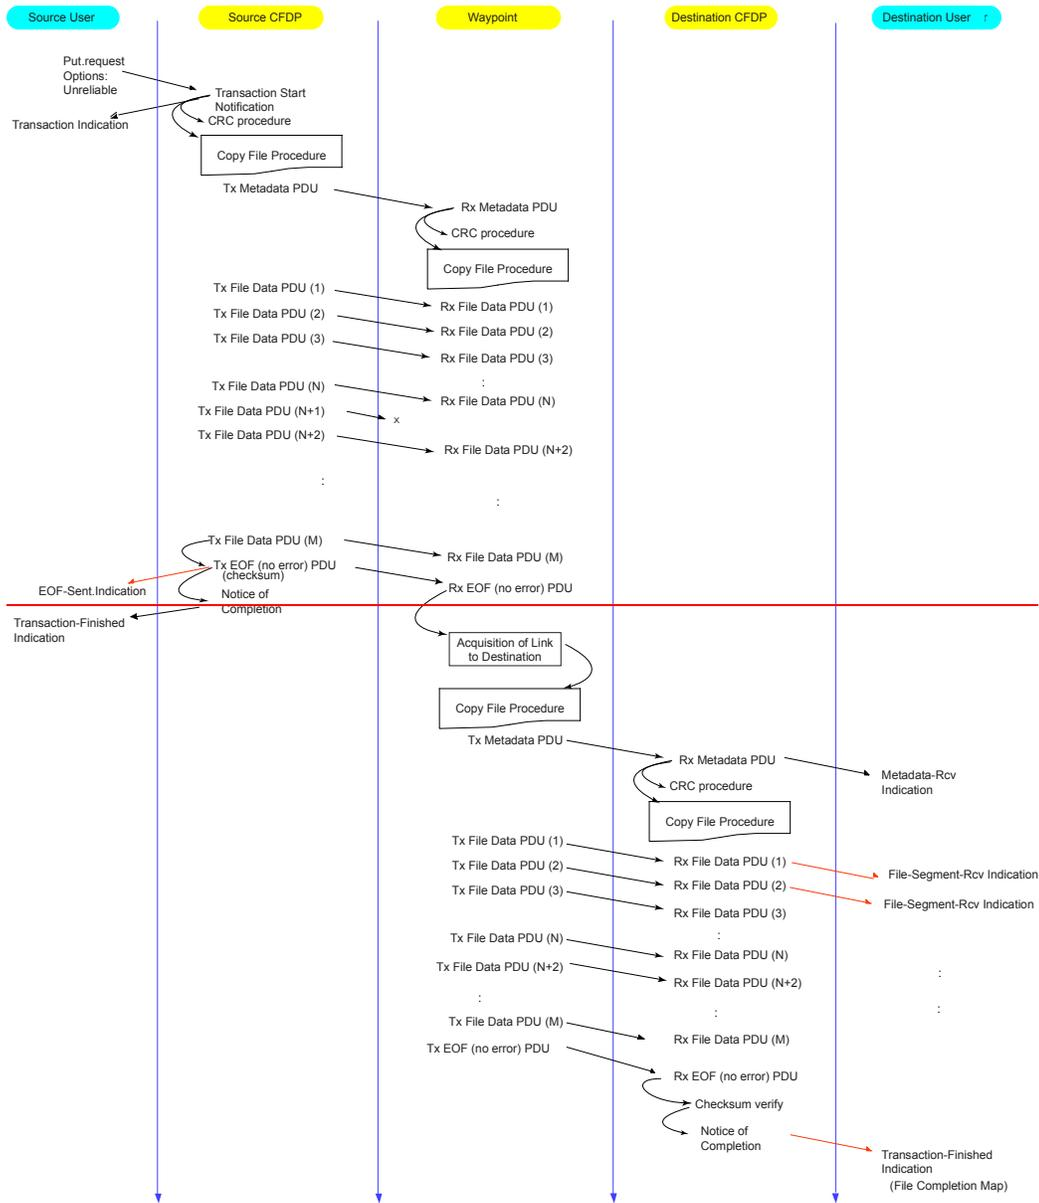 Source User
Source CFDP
Waypoint
Destination CFDP
Destination User r
Put.request
Options:
Unreliable
Transaction Start
Notification
CRC procedure
Transaction Indication
Copy File Procedure
Tx Metadata PDU
Rx Metadata PDU
CRC procedure
Copy File Procedure
Tx File Data PDU (1)
Rx File Data PDU (1)
Tx File Data PDU (2)
Rx File Data PDU (2)
Tx File Data PDU (3)
Rx File Data PDU (3)
:
Tx File Data PDU (N)
Rx File Data PDU (N)
Tx File Data PDU (N+1)
x
Tx File Data PDU (N+2)
Rx File Data PDU (N+2)
:
:
Tx File Data PDU (M)
Rx File Data PDU (M)
Tx EOF (no error) PDU
(checksum)
Rx EOF (no error) PDU
EOF-Sent.Indication
Notice of
Completion
Transaction-Finished
Indication
Acquisition of Link
to Destination
Copy File Procedure
Tx Metadata PDU
Rx Metadata PDU
Metadata-Rcv
Indication
CRC procedure
Copy File Procedure
Tx File Data PDU (1)
Rx File Data PDU (1)
File-Segment-Rcv Indication
Tx File Data PDU (2)
Rx File Data PDU (2)
File-Segment-Rcv Indication
Tx File Data PDU (3)
Rx File Data PDU (3)
:
Tx File Data PDU (N)
Rx File Data PDU (N)
Tx File Data PDU (N+2)
Rx File Data PDU (N+2)
:
:
:
:
Tx File Data PDU (M)
Rx File Data PDU (M)
Tx EOF (no error) PDU
Rx EOF (no error) PDU
Checksum verify
Notice of
Completion
Transaction-Finished
Indication
(File Completion Map)